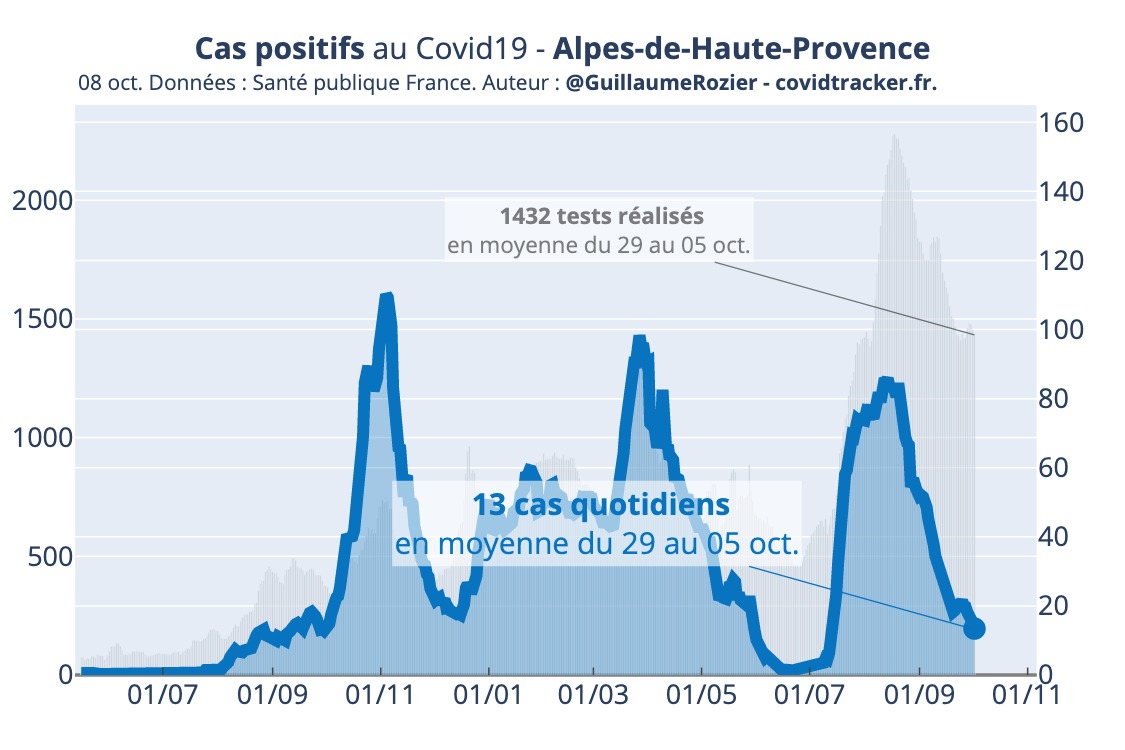 Cas positifs au Covid19 - Alpes-de-Haute-Provence
08 oct. Données : Santé publique France. Auteur : @GuillaumeRozier - covidtracker.fr.
160
140
2000
1432 tests réalisés
en moyenne du 29 au 05 oct.
120
1500
100
80
1000
60
13 cas quotidiens
en moyenne du 29 au 05 oct.
40
500
20
0
0
01/07 01/09 01/11 01/01 01/03 01/05 01/07 01/09 01/11